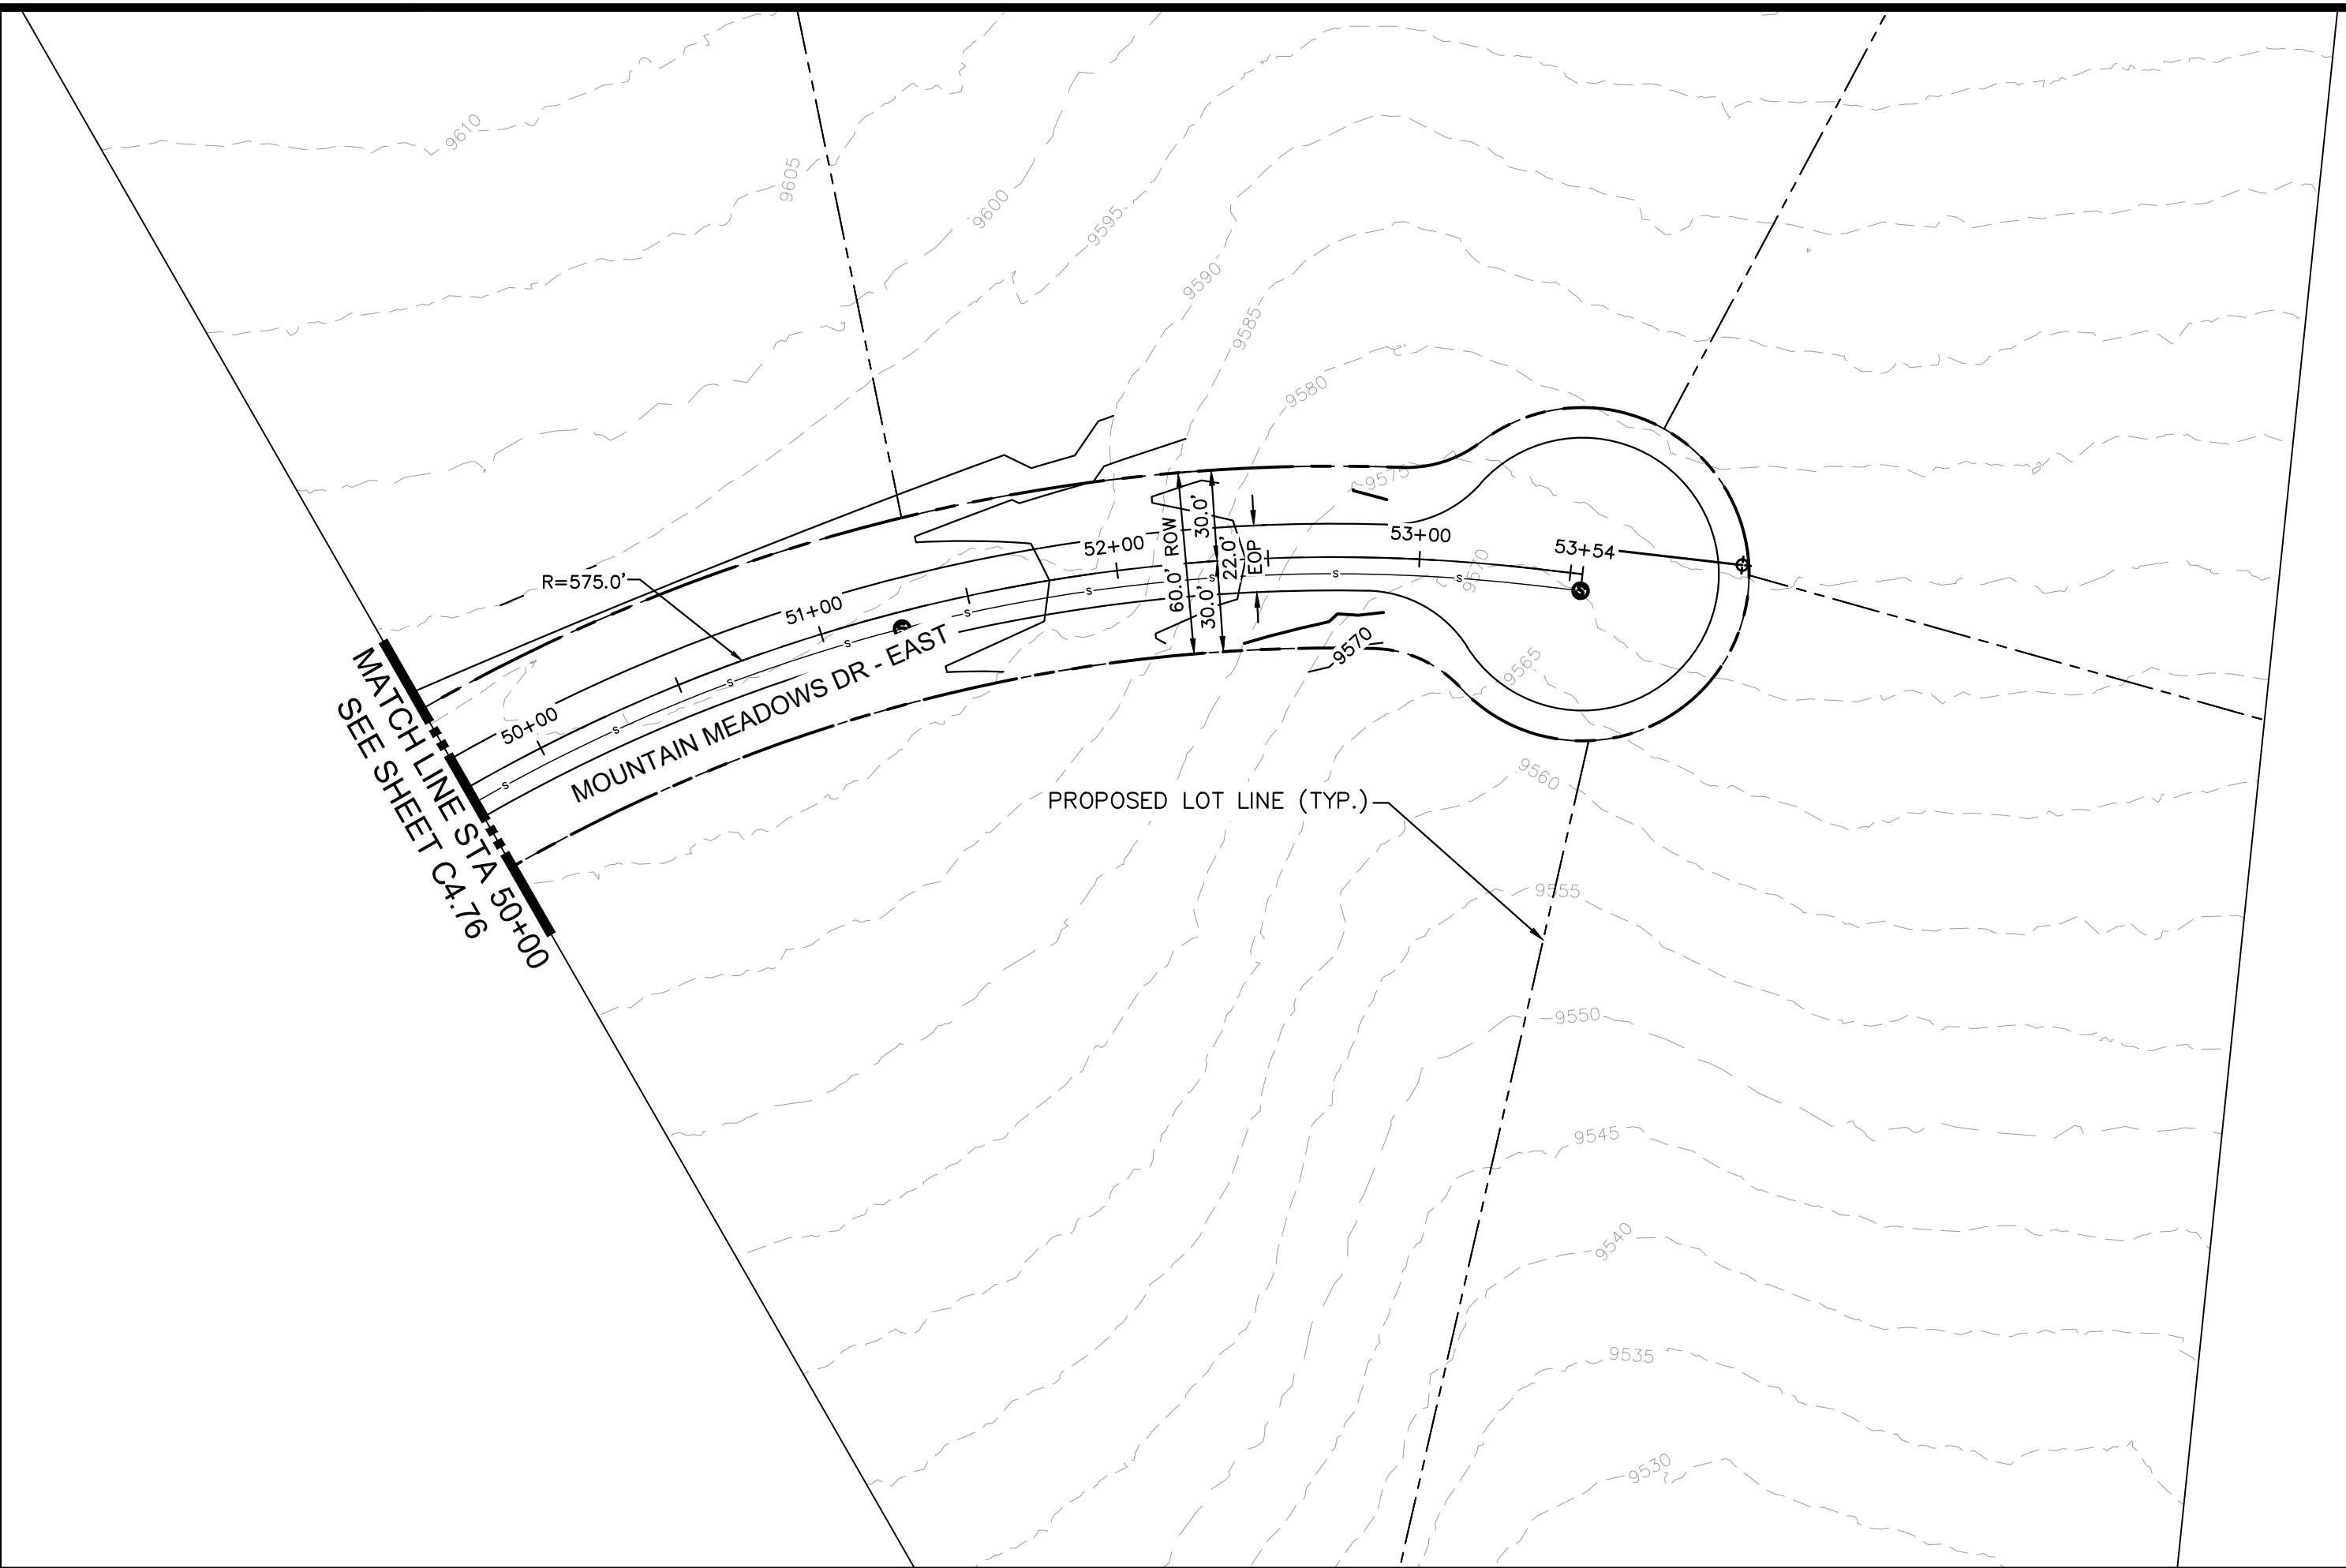 9610
9605
9600
9595
9590
9585
9580
9575
9570
9565
9560
9555
9550
9545
9540
9535
9530
R=575.0'
50+00
51+00
52+00
53+00
53+54
60.0' ROW
30.0'
30.0'
22.0'
EOP
S
S
S
S
S
S
S
S
S
9570
MOUNTAIN MEADOWS DR - EAST
MATCH LINE STA 50+00
SEE SHEET C4.76
PROPOSED LOT LINE (TYP.)